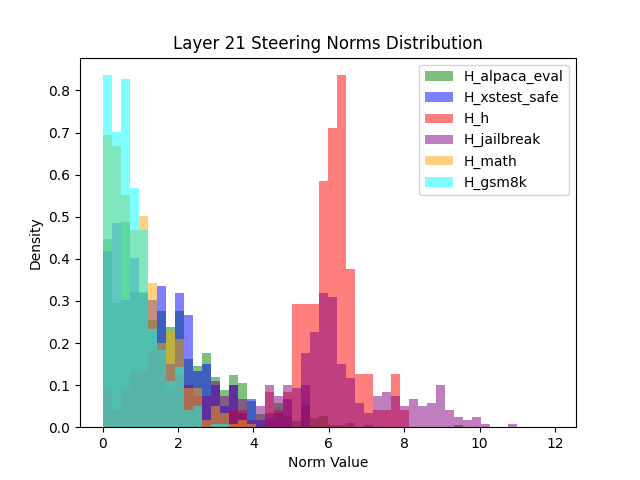 Layer 21 Steering Norms Distribution
H_alpaca_eval
H_xstest_safe
H_h
H_jailbreak
H_math
H_gsm8k
Density
0.8
0.7
0.6
0.5
0.4
0.3
0.2
0.1
0.0
0 2 4 6 8 10 12
Norm Value